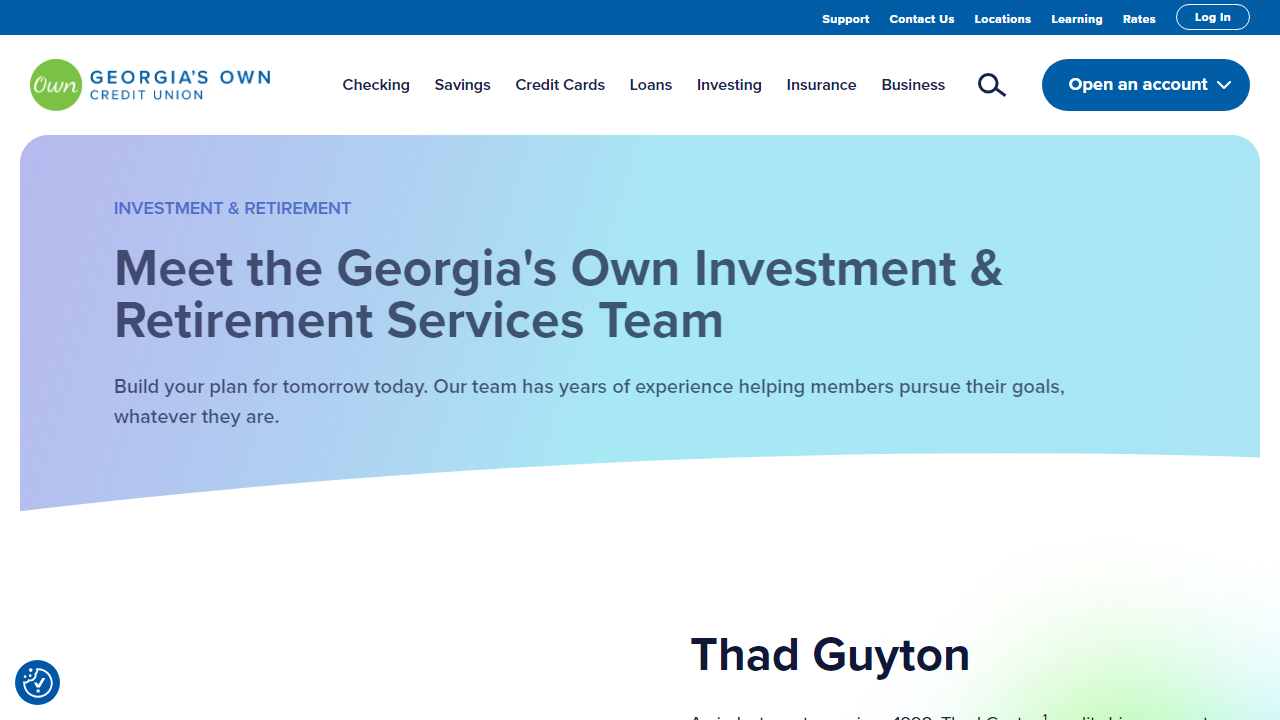 Support Contact Us Locations Learning Rates Log In
Own GEORGIA'S OWN
CREDIT UNION
Checking Savings Credit Cards Loans Investing Insurance Business Open an account
INVESTMENT & RETIREMENT
Meet the Georgia's Own Investment &
Retirement Services Team
Build your plan for tomorrow today. Our team has years of experience helping members pursue their goals,
whatever they are.
Thad Guyton